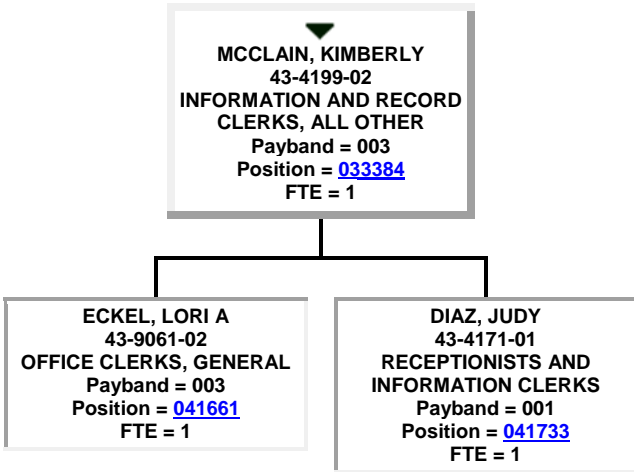 MCCLAIN, KIMBERLY
43-4199-02
INFORMATION AND RECORD
CLERKS, ALL OTHER
Payband = 003
Position = 033384
FTE = 1
ECKEL, LORI A
43-9061-02
OFFICE CLERKS, GENERAL
Payband = 003
Position = 041661
FTE = 1
DIAZ, JUDY
43-4171-01
RECEPTIONISTS AND
INFORMATION CLERKS
Payband = 001
Position = 041733
FTE = 1